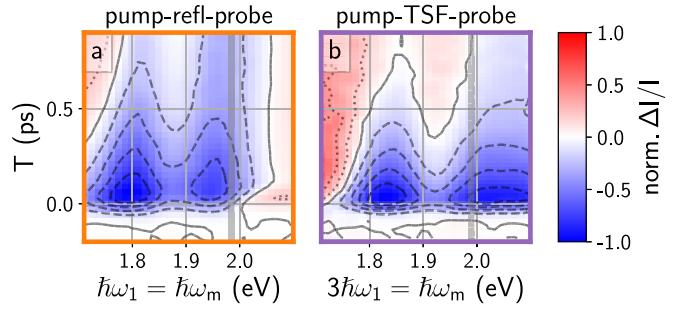 pump-refl-probe pump-TSF-probe
a b
T (ps)
0.5
0.0
1.8 1.9 2.0 1.8 1.9 2.0
ℏω₁ = ℏωₘ (eV) 3ℏω₁ = ℏωₘ (eV)
1.0
0.5
0.0
-0.5
-1.0
norm. ΔI/I